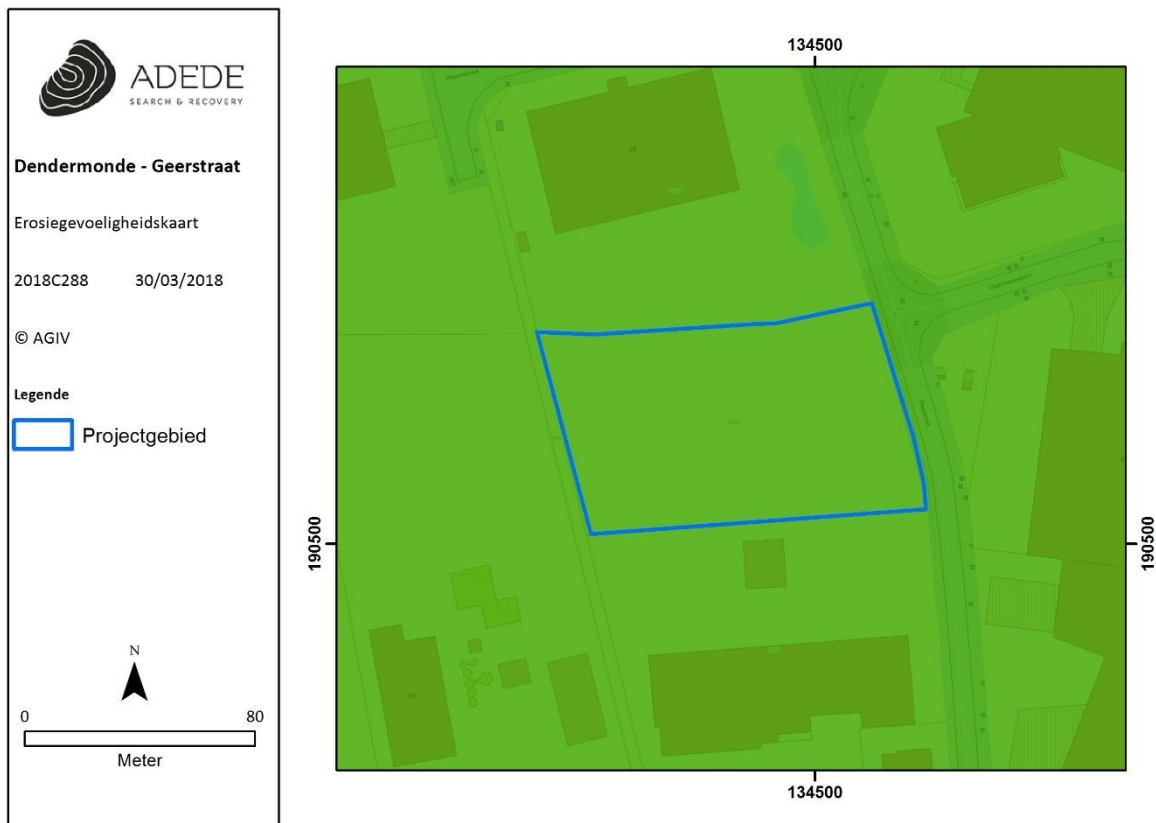 ADEDE
SEARCH & RECOVERY
Dendermonde - Geerstraat
Erosiegevoeligheidskaart
2018C288 30/03/2018
© AGIV
Legende
Projectgebied
N
0 80
Meter
134500
190500
190500
134500